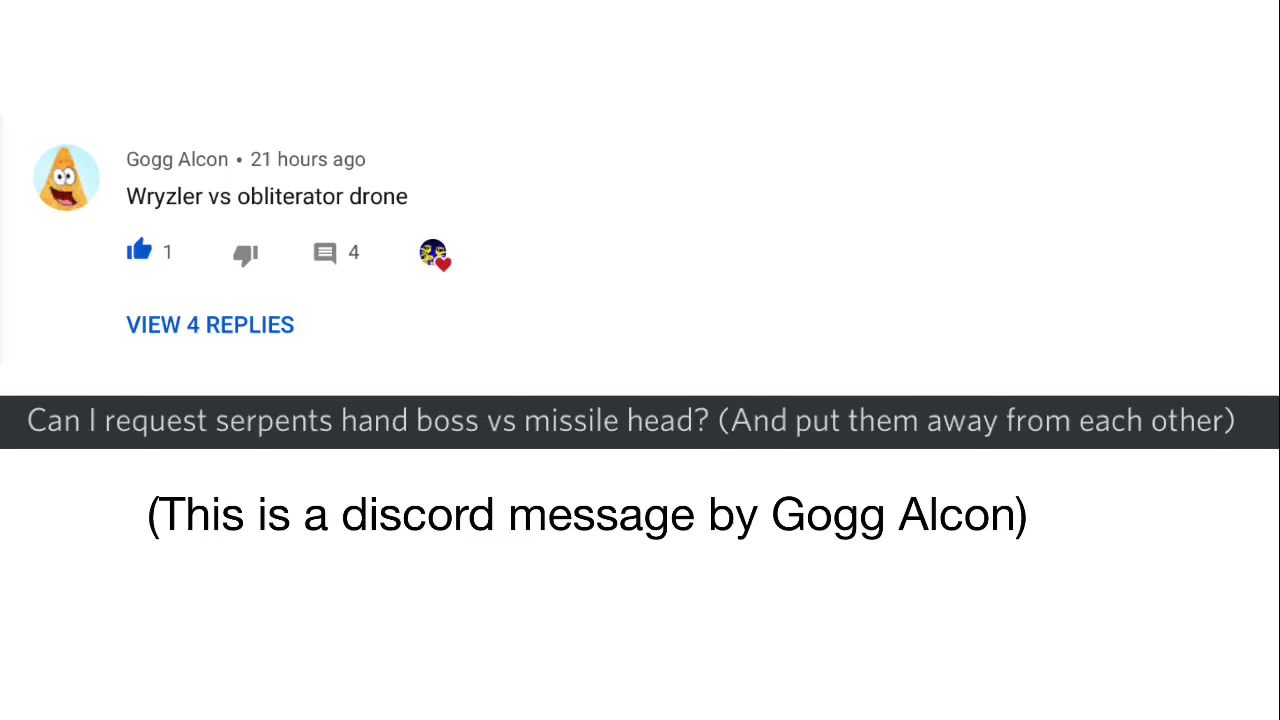 Gogg Alcon • 21 hours ago
Wryzler vs obliterator drone
1 4
VIEW 4 REPLIES
Can I request serpents hand boss vs missile head? (And put them away from each other)
(This is a discord message by Gogg Alcon)